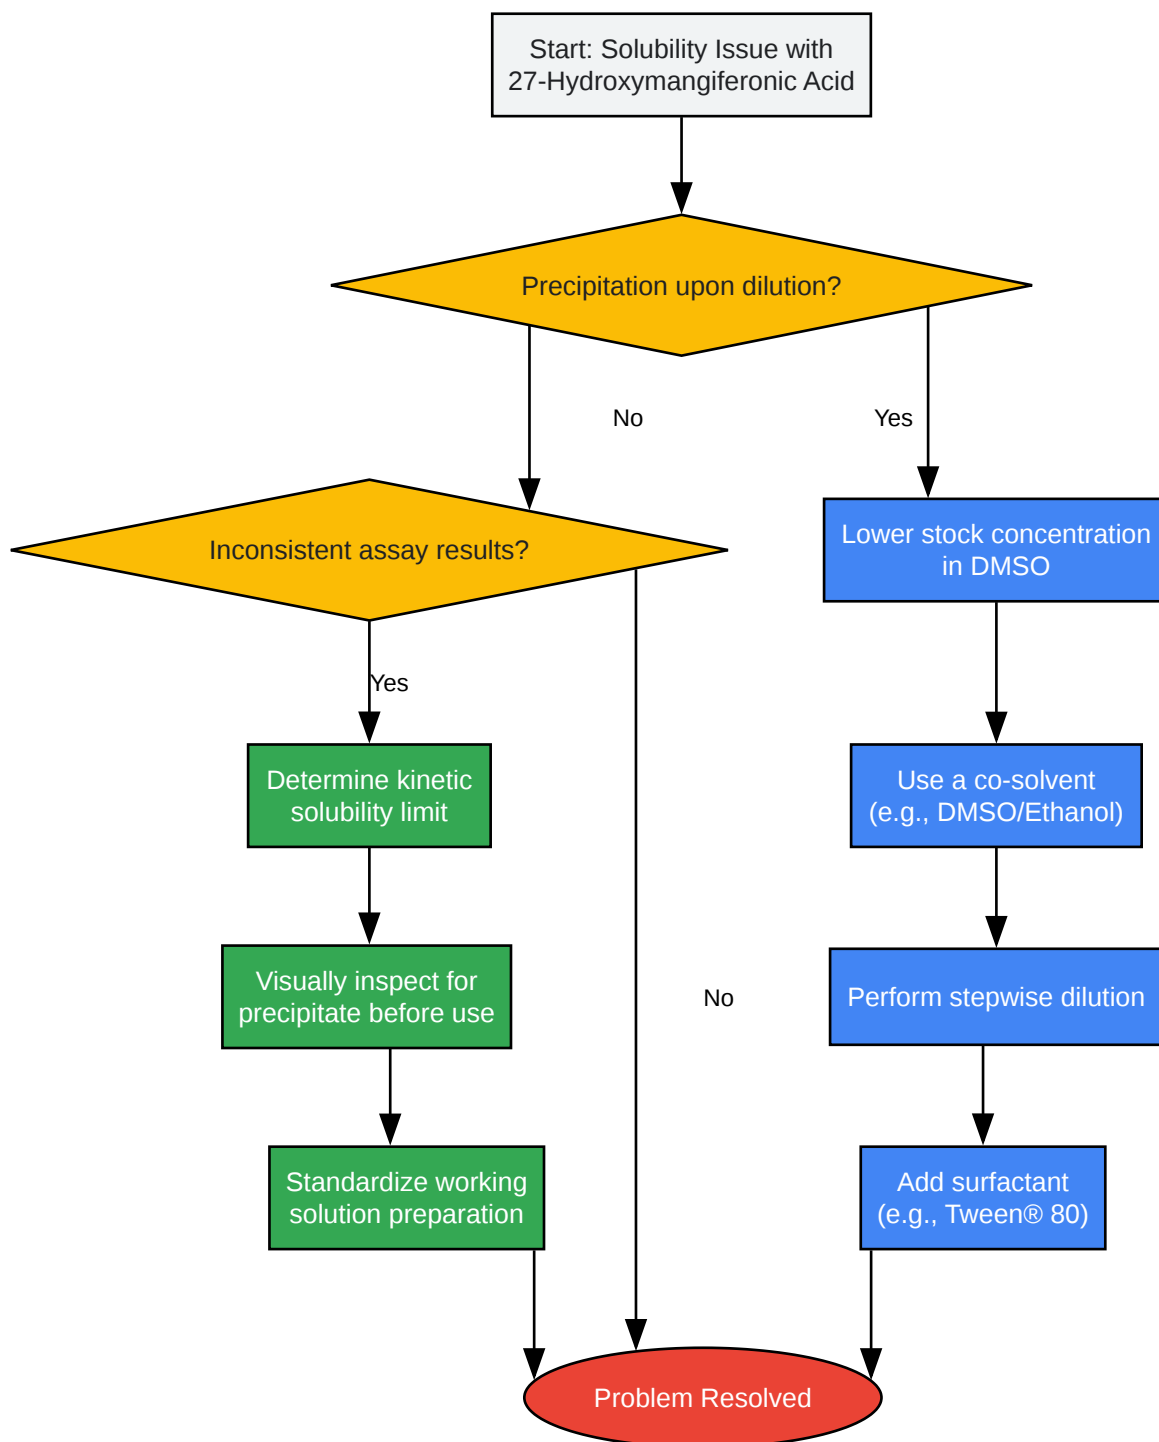 Start: Solubility Issue with
27-Hydroxymangiferonic Acid
Precipitation upon dilution?
No
Yes
Inconsistent assay results?
Lower stock concentration
in DMSO
Yes
Determine kinetic
solubility limit
Use a co-solvent
(e.g., DMSO/Ethanol)
Visually inspect for
precipitate before use
No
Perform stepwise dilution
Standardize working
solution preparation
Add surfactant
(e.g., Tween® 80)
Problem Resolved